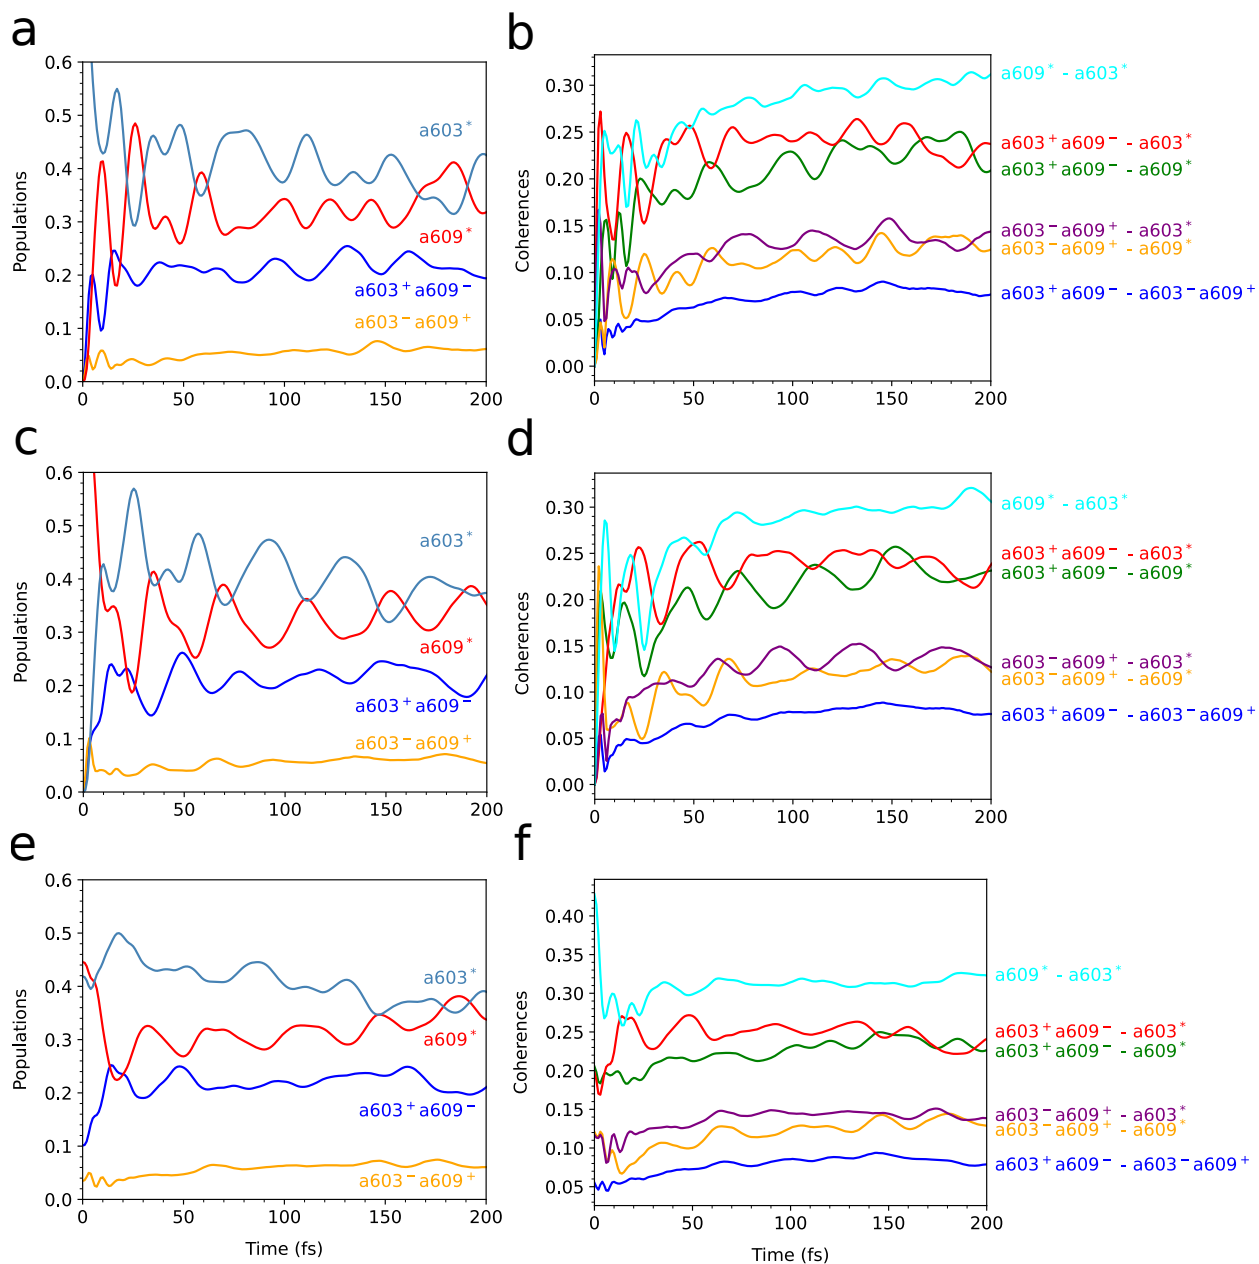 a
b
0.6
0.5
0.4
0.3
0.2
0.1
0.0
Populations
a603*
a609*
a603⁺a609⁻
a603⁻a609⁺
0 50 100 150 200
0.30
0.25
0.20
0.15
0.10
0.05
0.00
Coherences
a609* - a603*
a603⁺a609⁻ - a603*
a603⁺a609⁻ - a609*
a603⁻a609⁺ - a603*
a603⁻a609⁺ - a609*
a603⁺a609⁻ - a603⁻a609⁺
0 50 100 150 200
c
d
0.6
0.5
0.4
0.3
0.2
0.1
0.0
Populations
a603*
a609*
a603⁺a609⁻
a603⁻a609⁺
0 50 100 150 200
0.30
0.25
0.20
0.15
0.10
0.05
0.00
Coherences
a609* - a603*
a603⁺a609⁻ - a603*
a603⁺a609⁻ - a609*
a603⁻a609⁺ - a603*
a603⁻a609⁺ - a609*
a603⁺a609⁻ - a603⁻a609⁺
0 50 100 150 200
e
f
0.6
0.5
0.4
0.3
0.2
0.1
0.0
Populations
a603*
a609*
a603⁺a609⁻
a603⁻a609⁺
0 50 100 150 200
Time (fs)
0.40
0.35
0.30
0.25
0.20
0.15
0.10
0.05
Coherences
a609* - a603*
a603⁺a609⁻ - a603*
a603⁺a609⁻ - a609*
a603⁻a609⁺ - a603*
a603⁻a609⁺ - a609*
a603⁺a609⁻ - a603⁻a609⁺
0 50 100 150 200
Time (fs)